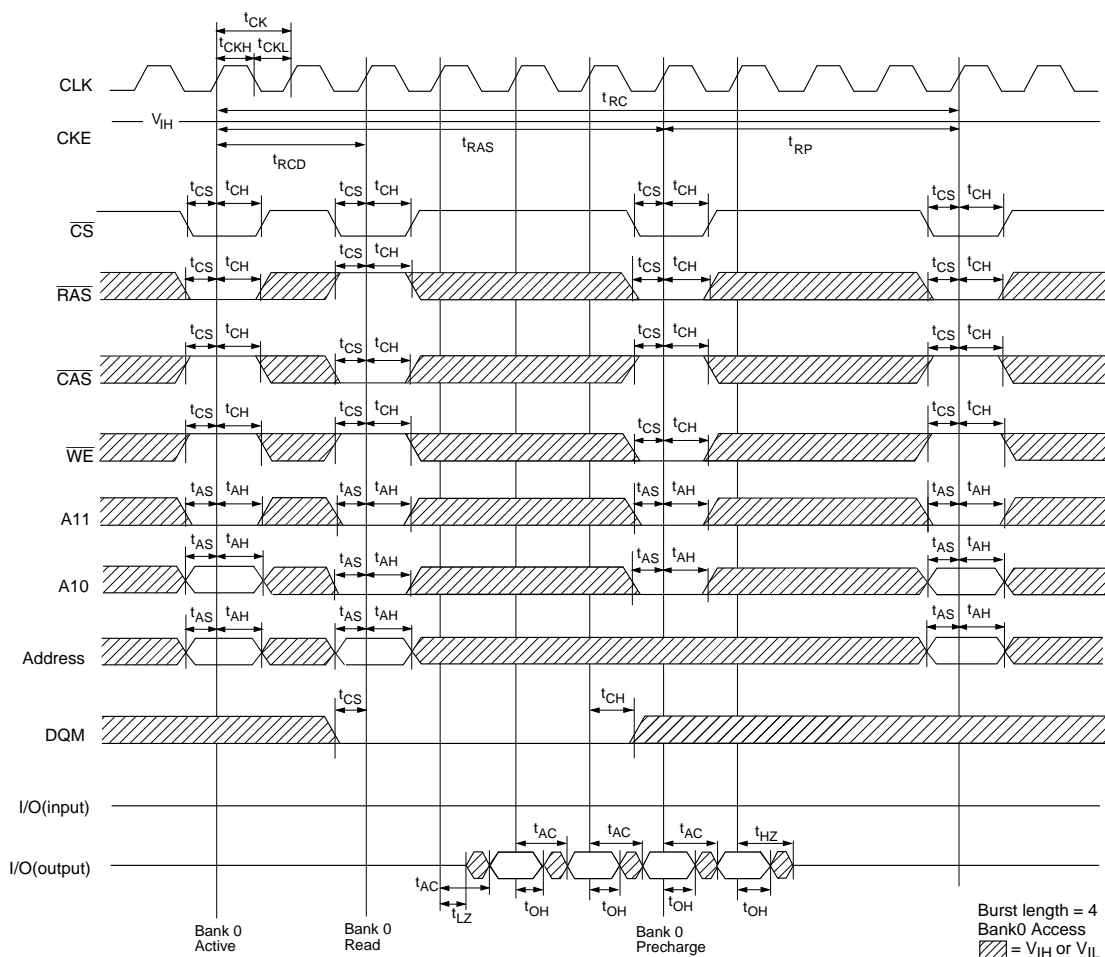 tCK
tCKH tCKL
CLK
tRC
VIH
CKE
tRAS
tRP
tRCD
tCS tCH tCS tCH tCS tCH tCS tCH
CS
tCS tCH tCS tCH tCS tCH tCS tCH
RAS
tCS tCH tCS tCH tCS tCH tCS tCH
CAS
tCS tCH tCS tCH tCS tCH tCS tCH
WE
tAS tAH tAS tAH tAS tAH tAS tAH
A11
tAS tAH tAS tAH tAS tAH tAS tAH
A10
tAS tAH tAS tAH tAS tAH
Address
tCS tCH
DQM
I/O(input)
tAC tAC tAC tHZ
I/O(output)
tAC
tLZ tOH tOH tOH tOH
Bank 0
Active
Bank 0
Read
Bank 0
Precharge
Burst length = 4
Bank0 Access
= VIH or VIL